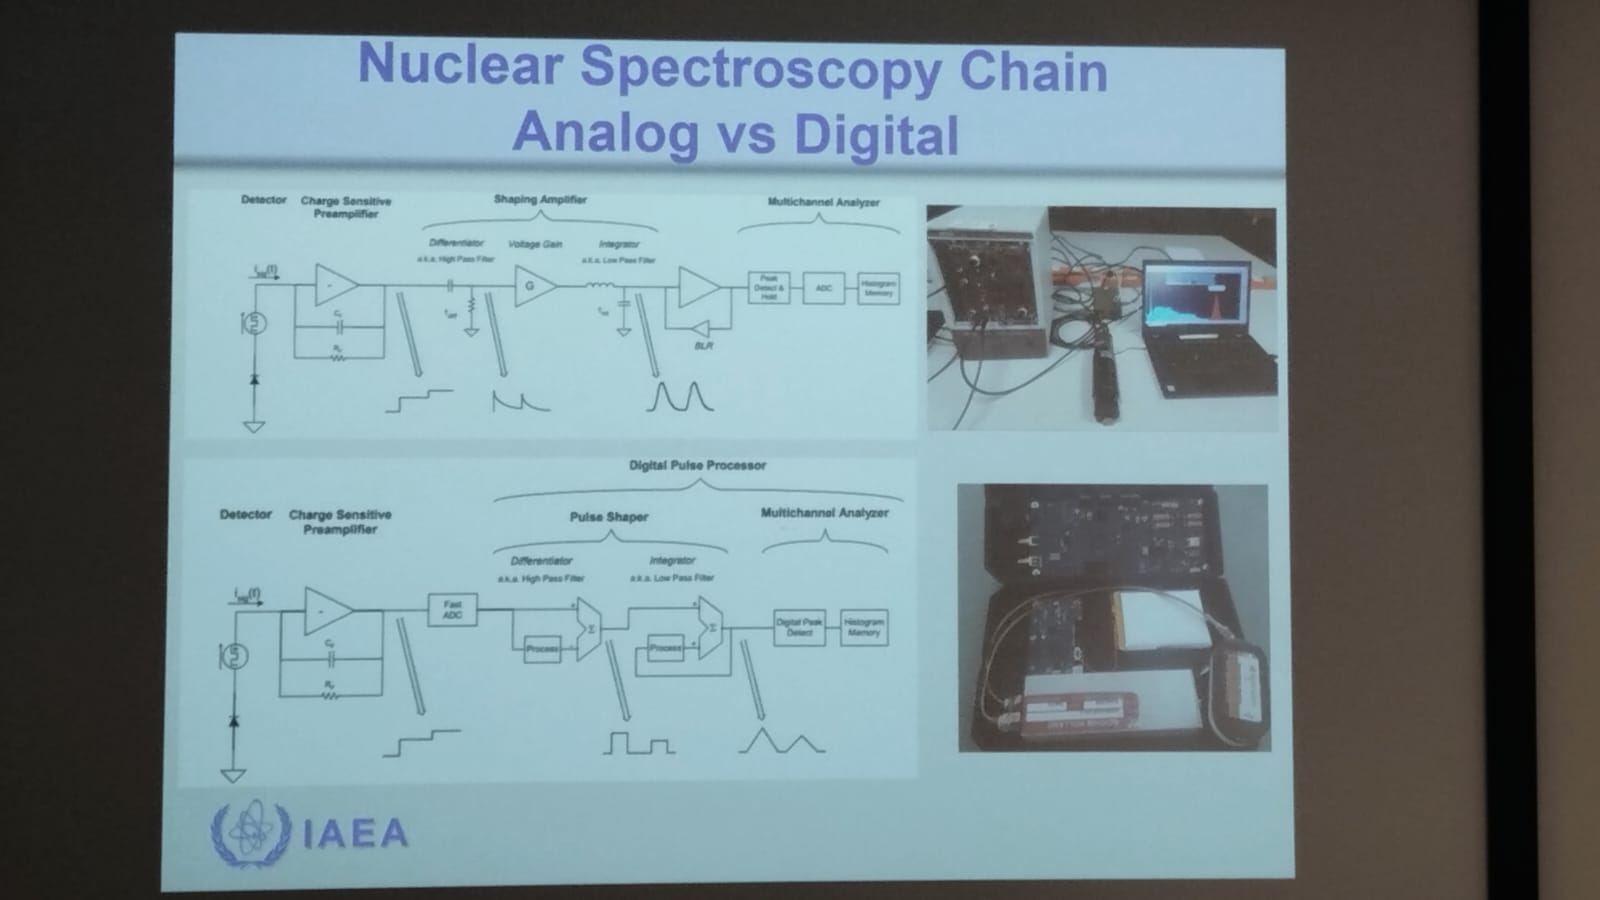 Nuclear Spectroscopy Chain
Analog vs Digital
Detector
Charge Sensitive
Preamplifier
Shaping Amplifier
Multichannel Analyzer
Differentiator
a.k.a. High Pass Filter
Voltage Gain
Integrator
a.k.a. Low Pass Filter
G
Peak
Detect &
Hold
ADC
Histogram
Memory
BLR
Digital Pulse Processor
Detector
Charge Sensitive
Preamplifier
Pulse Shaper
Multichannel Analyzer
Differentiator
a.k.a. High Pass Filter
Integrator
a.k.a. Low Pass Filter
Fast
ADC
Process
Σ
Process
Σ
Digital Peak
Detect
Histogram
Memory
IAEA